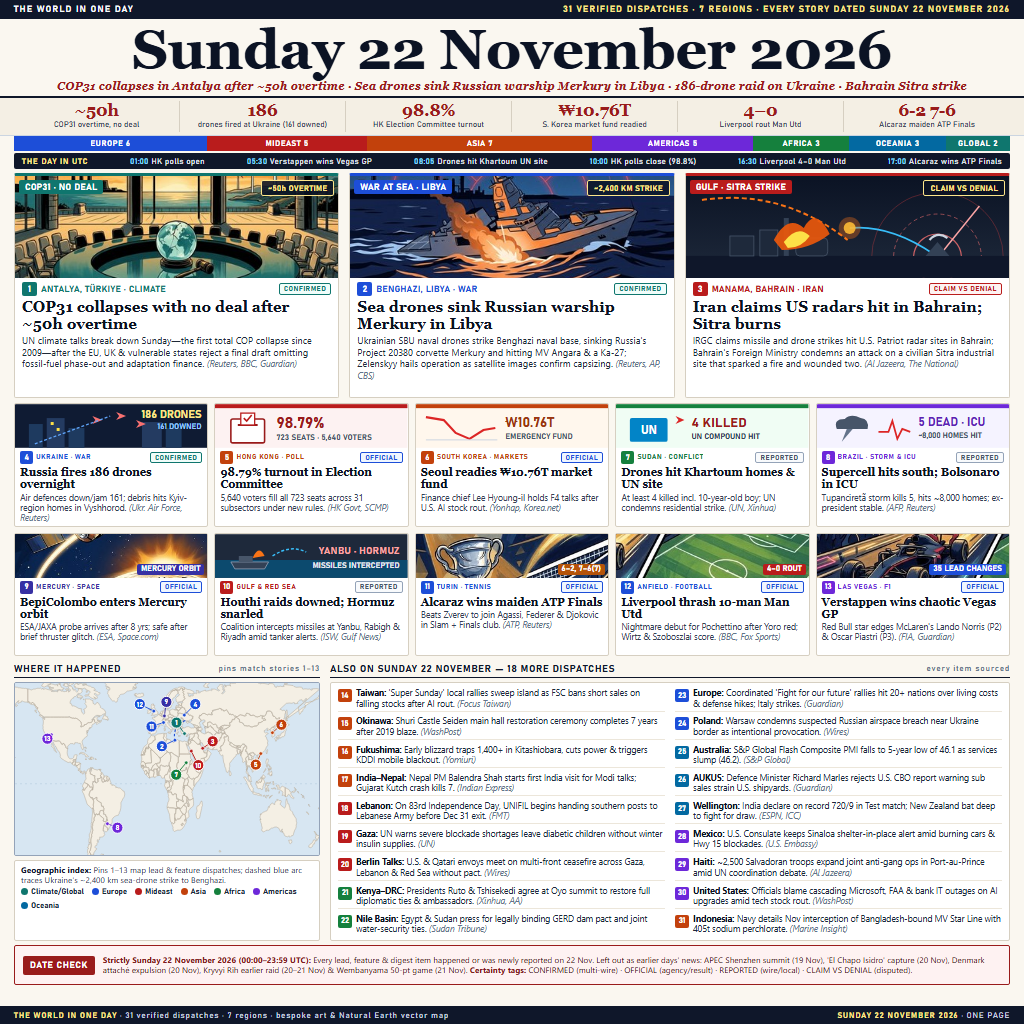 THE WORLD IN ONE DAY
31 VERIFIED DISPATCHES · 7 REGIONS · EVERY STORY DATED SUNDAY 22 NOVEMBER 2026
Sunday 22 November 2026
COP31 collapses in Antalya after ~50h overtime · Sea drones sink Russian warship Merkury in Libya · 186-drone raid on Ukraine · Bahrain Sitra strike
~50h
COP31 overtime, no deal
186
drones fired at Ukraine (161 downed)
98.8%
HK Election Committee turnout
₩10.76T
S. Korea market fund readied
4–0
Liverpool rout Man Utd
6-2 7-6
Alcaraz maiden ATP Finals
EUROPE 6
MIDEAST 5
ASIA 7
AMERICAS 5
AFRICA 3
OCEANIA 3
GLOBAL 2
THE DAY IN UTC
01:00 HK polls open
05:30 Verstappen wins Vegas GP
08:05 Drones hit Khartoum UN site
10:00 HK polls close (98.8%)
16:30 Liverpool 4–0 Man Utd
17:00 Alcaraz wins ATP Finals
COP31 · NO DEAL
~50h OVERTIME
1 ANTALYA, TÜRKIYE · CLIMATE
CONFIRMED
COP31 collapses with no deal after
~50h overtime
UN climate talks break down Sunday—the first total COP collapse since
2009—after the EU, UK & vulnerable states reject a final draft omitting
fossil-fuel phase-out and adaptation finance. (Reuters, BBC, Guardian)
WAR AT SEA · LIBYA
~2,400 KM STRIKE
2 BENGHAZI, LIBYA · WAR
CONFIRMED
Sea drones sink Russian warship
Merkury in Libya
Ukrainian SBU naval drones strike Benghazi naval base, sinking Russia's
Project 20380 corvette Merkury and hitting MV Angara & a Ka-27;
Zelenskyy hails operation as satellite images confirm capsizing. (Reuters, AP,
CBS)
GULF · SITRA STRIKE
CLAIM VS DENIAL
3 MANAMA, BAHRAIN · IRAN
CLAIM VS DENIAL
Iran claims US radars hit in Bahrain;
Sitra burns
IRGC claims missile and drone strikes hit U.S. Patriot radar sites in Bahrain;
Bahrain's Foreign Ministry condemns an attack on a civilian Sitra industrial
site that sparked a fire and wounded two. (Al Jazeera, The National)
186 DRONES
161 DOWNED
4 UKRAINE · WAR
CONFIRMED
Russia fires 186 drones
overnight
Air defences down/jam 161; debris hits Kyiv-
region homes in Vyshhorod. (Ukr. Air Force,
Reuters)
98.79%
723 SEATS · 5,640 VOTERS
5 HONG KONG · POLL
OFFICIAL
98.79% turnout in Election
Committee
5,640 voters fill all 723 seats across 31
subsectors under new rules. (HK Govt, SCMP)
₩10.76T
EMERGENCY FUND
6 SOUTH KOREA · MARKETS
OFFICIAL
Seoul readies ₩10.76T market
fund
Finance chief Lee Hyoung-il holds F4 talks after
U.S. AI stock rout. (Yonhap, Korea.net)
UN
4 KILLED
UN COMPOUND HIT
7 SUDAN · CONFLICT
REPORTED
Drones hit Khartoum homes &
UN site
At least 4 killed incl. 10-year-old boy; UN
condemns residential strike. (UN, Xinhua)
5 DEAD · ICU
~8,000 HOMES HIT
8 BRAZIL · STORM & ICU
REPORTED
Supercell hits south; Bolsonaro
in ICU
Tupanciretã storm kills 5, hits ~8,000 homes; ex-
president stable. (AFP, Reuters)
MERCURY ORBIT
9 MERCURY · SPACE
OFFICIAL
BepiColombo enters Mercury
orbit
ESA/JAXA probe arrives after 8 yrs; safe after
brief thruster glitch. (ESA, Space.com)
YANBU · HORMUZ
MISSILES INTERCEPTED
10 GULF & RED SEA
REPORTED
Houthi raids downed; Hormuz
snarled
Coalition intercepts missiles at Yanbu, Rabigh &
Riyadh amid tanker alerts. (ISW, Gulf News)
6–2, 7–6(7)
11 TURIN · TENNIS
OFFICIAL
Alcaraz wins maiden ATP Finals
Beats Zverev to join Agassi, Federer & Djokovic
in Slam + Finals club. (ATP, Reuters)
4–0 ROUT
12 ANFIELD · FOOTBALL
OFFICIAL
Liverpool thrash 10-man Man
Utd
Nightmare debut for Pochettino after Yoro red;
Wirtz & Szoboszlai score. (BBC, Fox Sports)
35 LEAD CHANGES
13 LAS VEGAS · F1
OFFICIAL
Verstappen wins chaotic Vegas
GP
Red Bull star edges McLaren's Lando Norris (P2)
& Oscar Piastri (P3). (FIA, Guardian)
WHERE IT HAPPENED
pins match stories 1–13
12
9
4
11
1
2
3
10
7
6
5
13
8
Geographic index: Pins 1–13 map lead & feature dispatches; dashed blue arc
traces Ukraine's ~2,400 km sea-drone strike to Benghazi.
Climate/Global
Europe
Mideast
Asia
Africa
Americas
Oceania
ALSO ON SUNDAY 22 NOVEMBER — 18 MORE DISPATCHES
every item sourced
14 Taiwan: 'Super Sunday' local rallies sweep island as FSC bans short sales on
falling stocks after AI rout. (Focus Taiwan)
15 Okinawa: Shuri Castle Seiden main hall restoration ceremony completes 7 years
after 2019 blaze. (WashPost)
16 Fukushima: Early blizzard traps 1,400+ in Kitashiobara, cuts power & triggers
KDDI mobile blackout. (Yomiuri)
17 India–Nepal: Nepal PM Balendra Shah starts first India visit for Modi talks;
Gujarat Kutch crash kills 7. (Indian Express)
18 Lebanon: On 83rd Independence Day, UNIFIL begins handing southern posts to
Lebanese Army before Dec 31 exit. (FMT)
19 Gaza: UN warns severe blockade shortages leave diabetic children without winter
insulin supplies. (UN)
20 Berlin Talks: U.S. & Qatari envoys meet on multi-front ceasefire across Gaza,
Lebanon & Red Sea without pact. (Wires)
21 Kenya–DRC: Presidents Ruto & Tshisekedi agree at Oyo summit to restore full
diplomatic ties & ambassadors. (Xinhua, AA)
22 Nile Basin: Egypt & Sudan press for legally binding GERD dam pact and joint
water-security ties. (Sudan Tribune)
23 Europe: Coordinated 'Fight for our future' rallies hit 20+ nations over living costs
& defense hikes; Italy strikes. (Guardian)
24 Poland: Warsaw condemns suspected Russian airspace breach near Ukraine
border as intentional provocation. (Wires)
25 Australia: S&P Global Flash Composite PMI falls to 5-year low of 46.1 as services
slump (46.2). (S&P Global)
26 AUKUS: Defence Minister Richard Marles rejects U.S. CBO report warning sub
sales strain U.S. shipyards. (Guardian)
27 Wellington: India declare on record 720/9 in Test match; New Zealand bat deep
to fight for draw. (ESPN, ICC)
28 Mexico: U.S. Consulate keeps Sinaloa shelter-in-place alert amid burning cars &
Hwy 15 blockades. (U.S. Embassy)
29 Haiti: ~2,500 Salvadoran troops expand joint anti-gang ops in Port-au-Prince
amid UN coordination debate. (Al Jazeera)
30 United States: Officials blame cascading Microsoft, FAA & bank IT outages on AI
upgrades amid tech stock rout. (WashPost)
31 Indonesia: Navy details Nov interception of Bangladesh-bound MV Star Line with
405t sodium perchlorate. (Marine Insight)
DATE CHECK
Strictly Sunday 22 November 2026 (00:00–23:59 UTC): Every lead, feature & digest item happened or was newly reported on 22 Nov. Left out as earlier days' news: APEC Shenzhen summit (19 Nov), 'El Chapo Isidro' capture (20 Nov), Denmark
attaché expulsion (20 Nov), Kryvyi Rih earlier raid (20–21 Nov) & Wembanyama 50-pt game (21 Nov). Certainty tags: CONFIRMED (multi-wire) · OFFICIAL (agency/result) · REPORTED (wire/local) · CLAIM VS DENIAL (disputed).
THE WORLD IN ONE DAY · 31 verified dispatches · 7 regions · bespoke art & Natural Earth vector map
SUNDAY 22 NOVEMBER 2026 · ONE PAGE